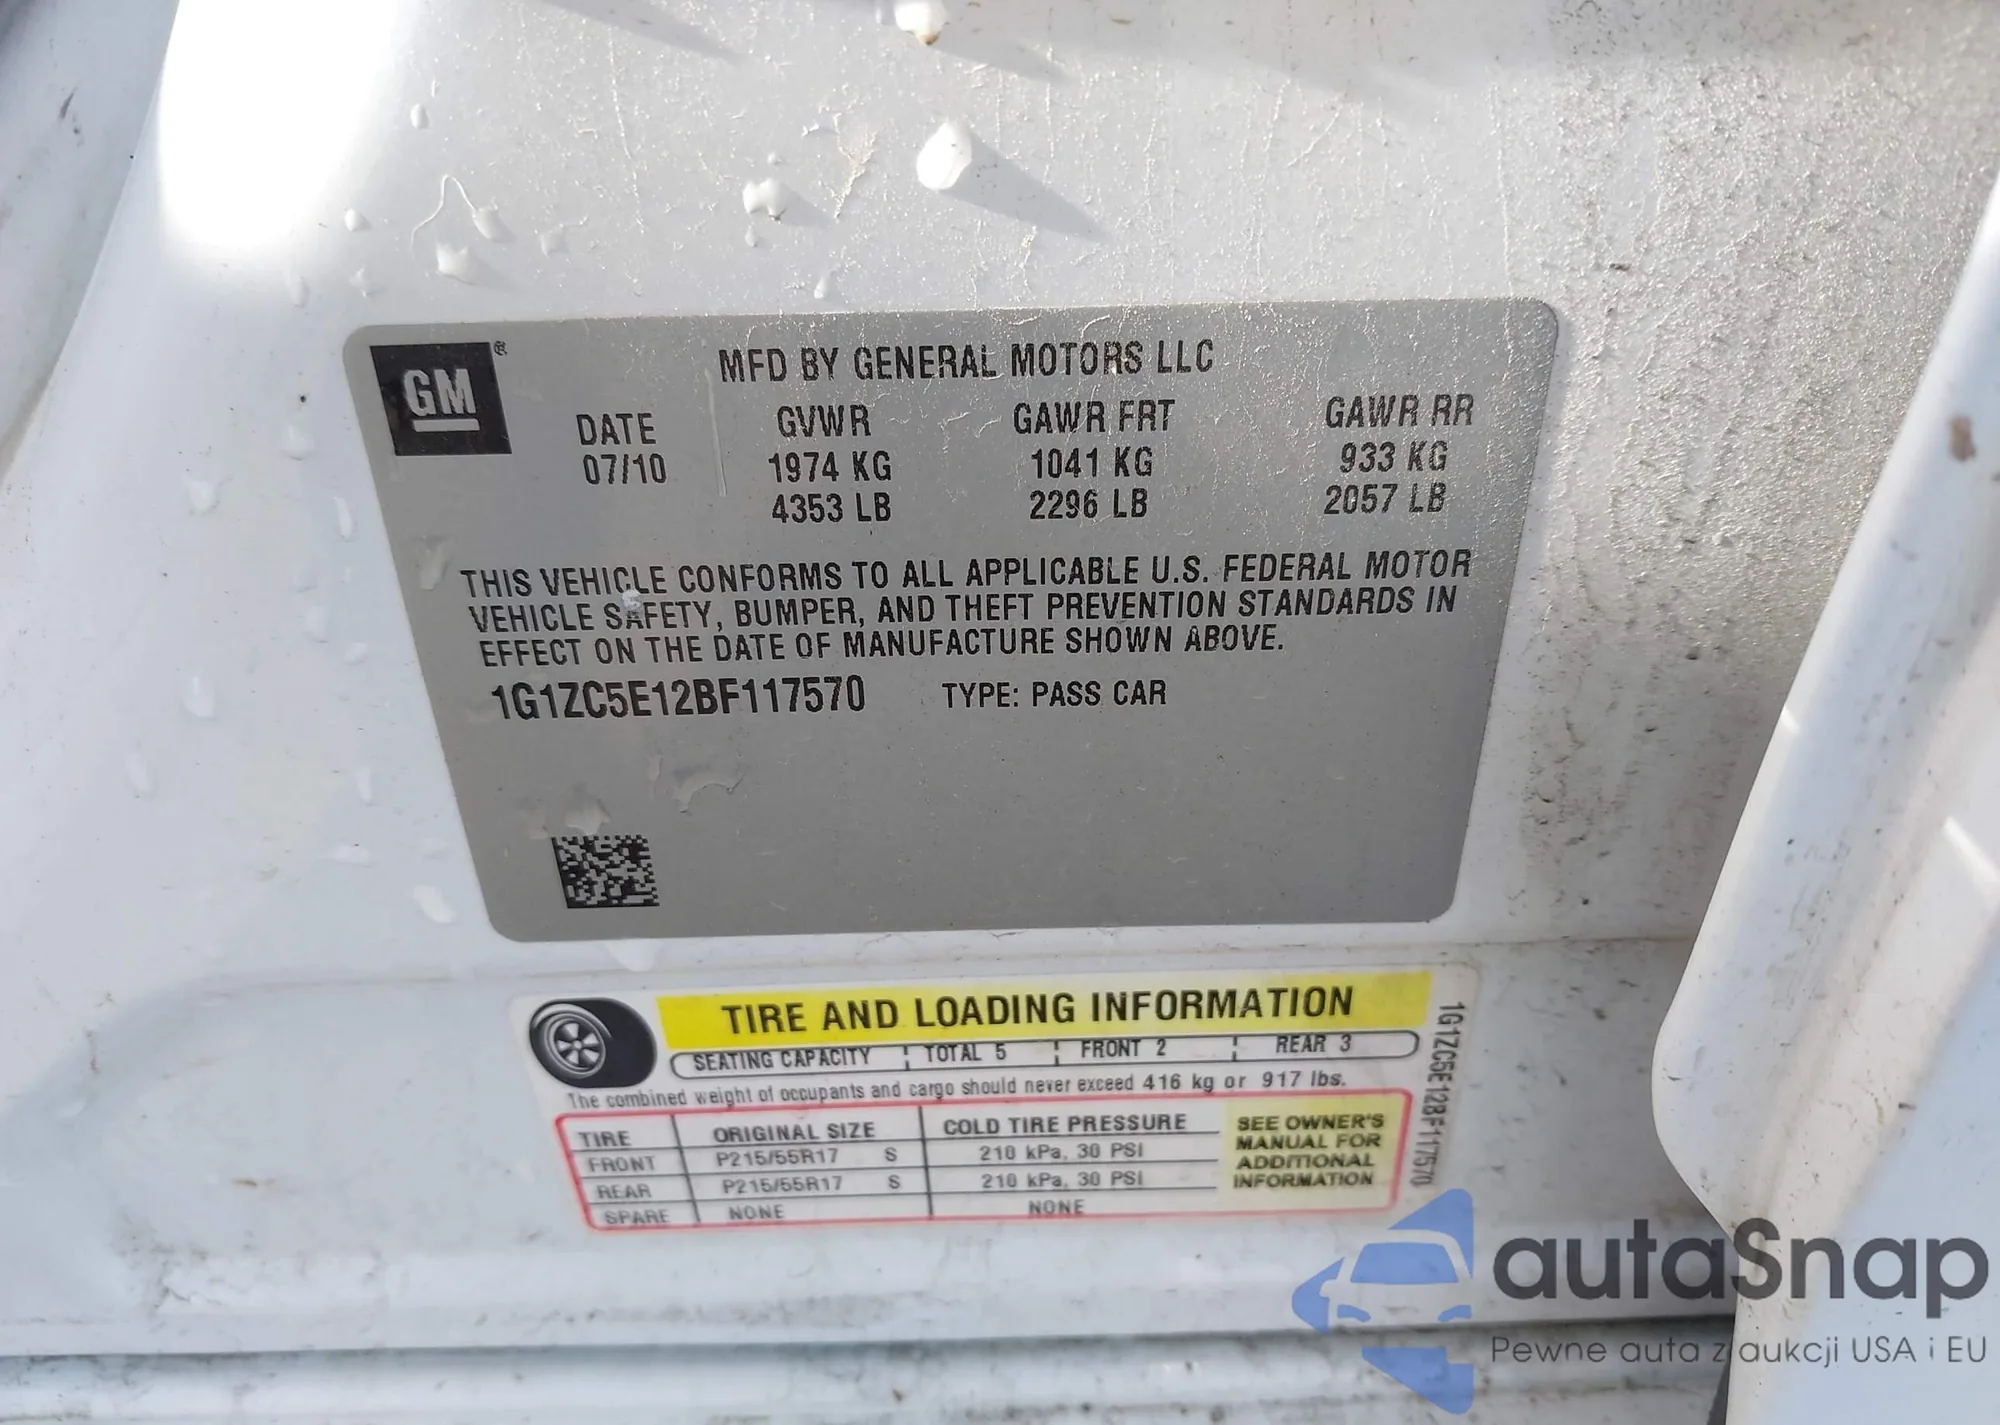 GM ®
MFD BY GENERAL MOTORS LLC
DATE GVWR GAWR FRT GAWR RR
07/10 1974 KG 1041 KG 933 KG
4353 LB 2296 LB 2057 LB
THIS VEHICLE CONFORMS TO ALL APPLICABLE U.S. FEDERAL MOTOR
VEHICLE SAFETY, BUMPER, AND THEFT PREVENTION STANDARDS IN
EFFECT ON THE DATE OF MANUFACTURE SHOWN ABOVE.
1G1ZC5E12BF117570 TYPE: PASS CAR
TIRE AND LOADING INFORMATION
SEATING CAPACITY TOTAL 5 FRONT 2 REAR 3
The combined weight of occupants and cargo should never exceed 416 kg or 917 lbs.
TIRE ORIGINAL SIZE COLD TIRE PRESSURE
FRONT P215/55R17 S 210 kPa, 30 PSI
REAR P215/55R17 S 210 kPa, 30 PSI
SPARE NONE NONE
SEE OWNER'S
MANUAL FOR
ADDITIONAL
INFORMATION
1G1ZC5E12BF117570
autaSnap
Pewne auta z aukcji USA i EU